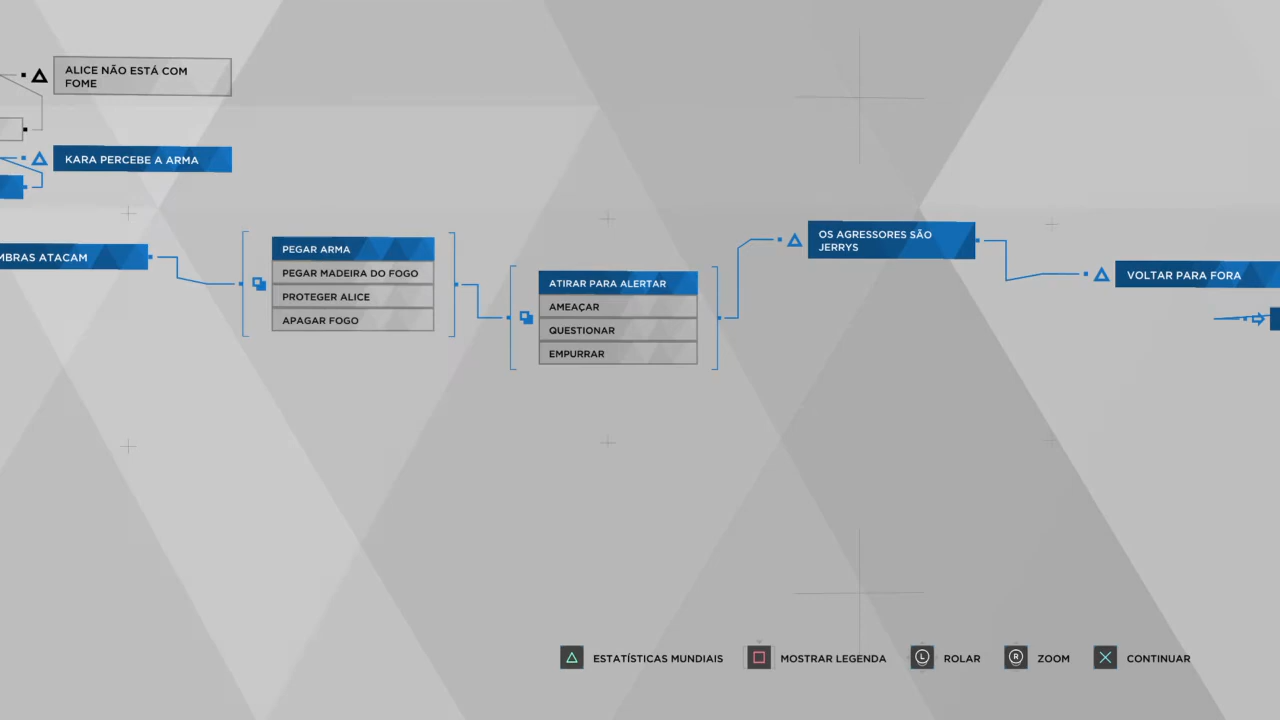 ALICE NÃO ESTÁ COM
FOME
KARA PERCEBE A ARMA
ATACAM
PEGAR ARMA
PEGAR MADEIRA DO FOGO
PROTEGER ALICE
APAGAR FOGO
ATIRAR PARA ALERTAR
AMEAÇAR
QUESTIONAR
EMPURRAR
OS AGRESSORES SÃO
JERRYS
VOLTAR PARA FORA
ESTATÍSTICAS MUNDIAIS
MOSTRAR LEGENDA
L
ROLAR
R
ZOOM
CONTINUAR